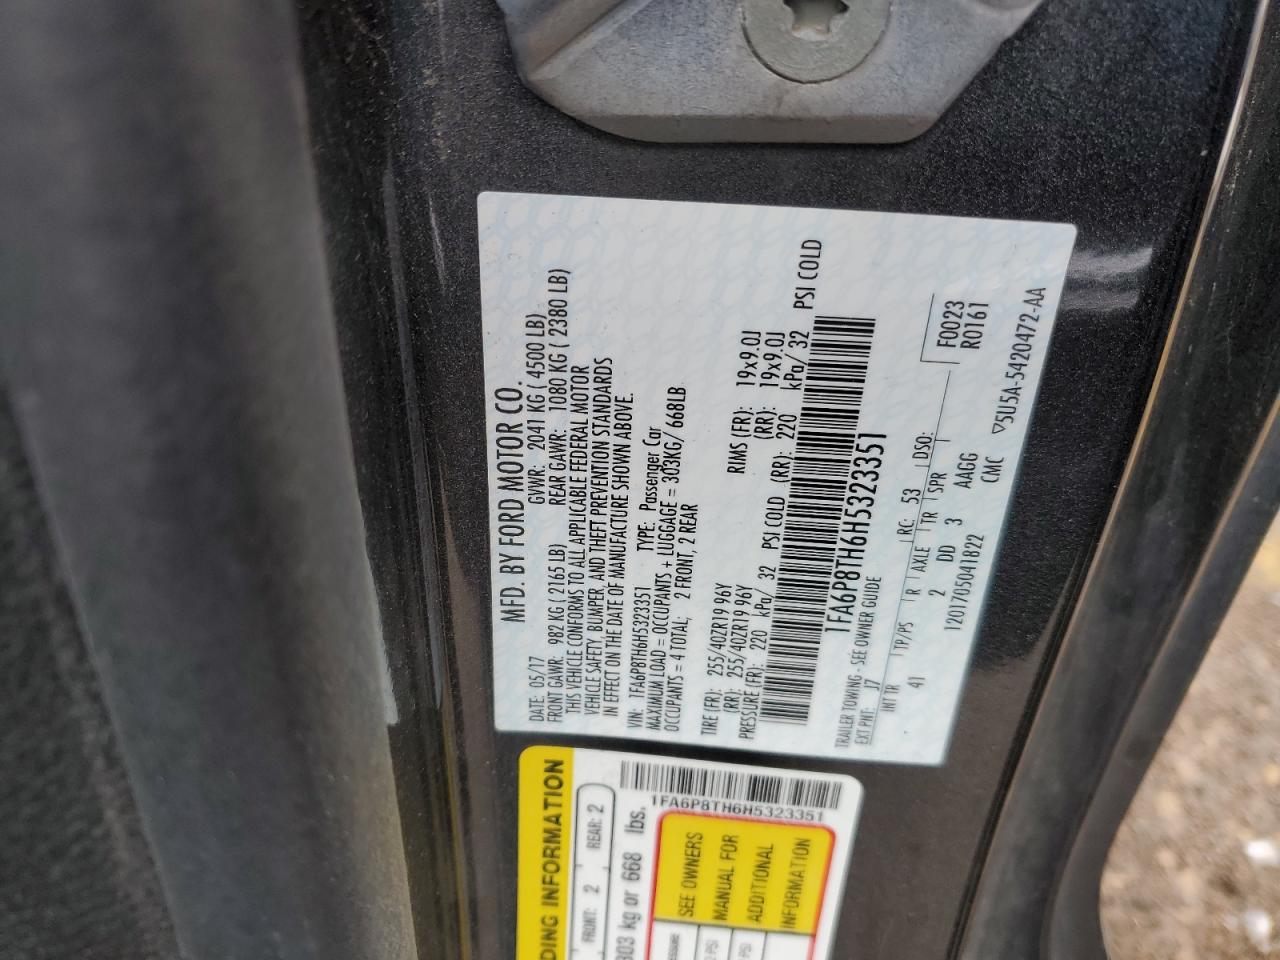 MFD. BY FORD MOTOR CO.
DATE: 05/17 GVWR: 2041 KG ( 4500 LB)
FRONT GAWR: 982 KG ( 2165 LB) REAR GAWR: 1080 KG ( 2380 LB)
THIS VEHICLE CONFORMS TO ALL APPLICABLE FEDERAL MOTOR
VEHICLE SAFETY, BUMPER, AND THEFT PREVENTION STANDARDS
IN EFFECT ON THE DATE OF MANUFACTURE SHOWN ABOVE.
VIN: 1FA6P8TH6H5323351 TYPE: Passenger Car
MAXIMUM LOAD = OCCUPANTS + LUGGAGE = 303KG/ 668LB
OCCUPANTS = 4 TOTAL; 2 FRONT, 2 REAR
TIRE (FR): 255/40ZR19 96Y RIMS (FR): 19x9.0J
(RR): 255/40ZR19 96Y (RR): 19x9.0J
PRESSURE (FR): 220 kPa/ 32 PSI COLD (RR): 220 kPa/ 32 PSI COLD
1FA6P8TH6H5323351
TRAILER TOWING - SEE OWNER GUIDE
EXT PNT: J7 RC: 53 DSO: F0023
INT TR TP/PS R AXLE TR SPR R0161
41 2 DD 3 AAGG
1201705041822 CMC ▽5U5A-5420472-AA
DING INFORMATION
FRONT: 2 REAR: 2
303 kg or 668 lbs.
1FA6P8TH6H5323351
SEE OWNERS
MANUAL FOR
ADDITIONAL
INFORMATION
PSI
PSI